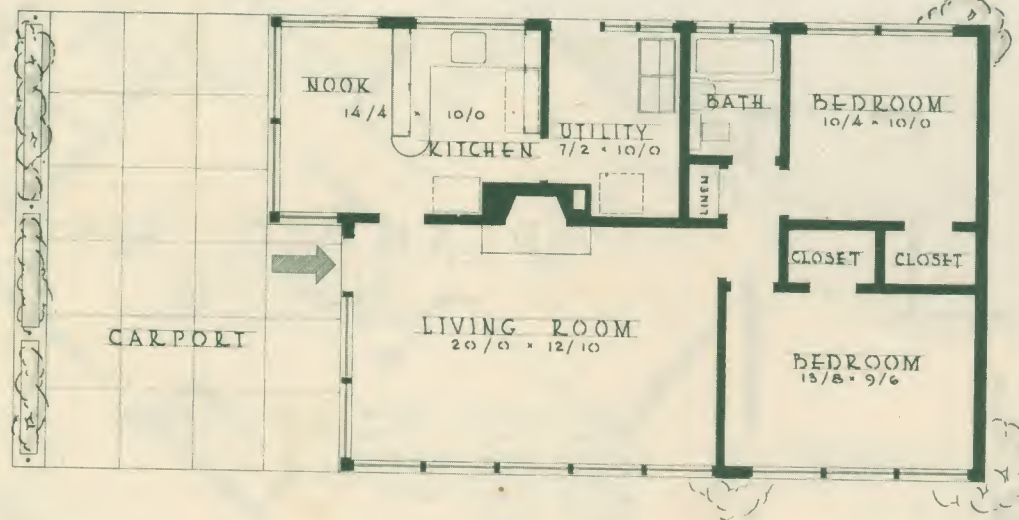 NOOK
14/4 × 10/0
KITCHEN
UTILITY
7/2 × 10/0
BATH
BEDROOM
10/4 × 10/0
LINEN
CLOSET
CLOSET
CARPORT
LIVING ROOM
20/0 × 12/10
BEDROOM
13/8 × 9/6